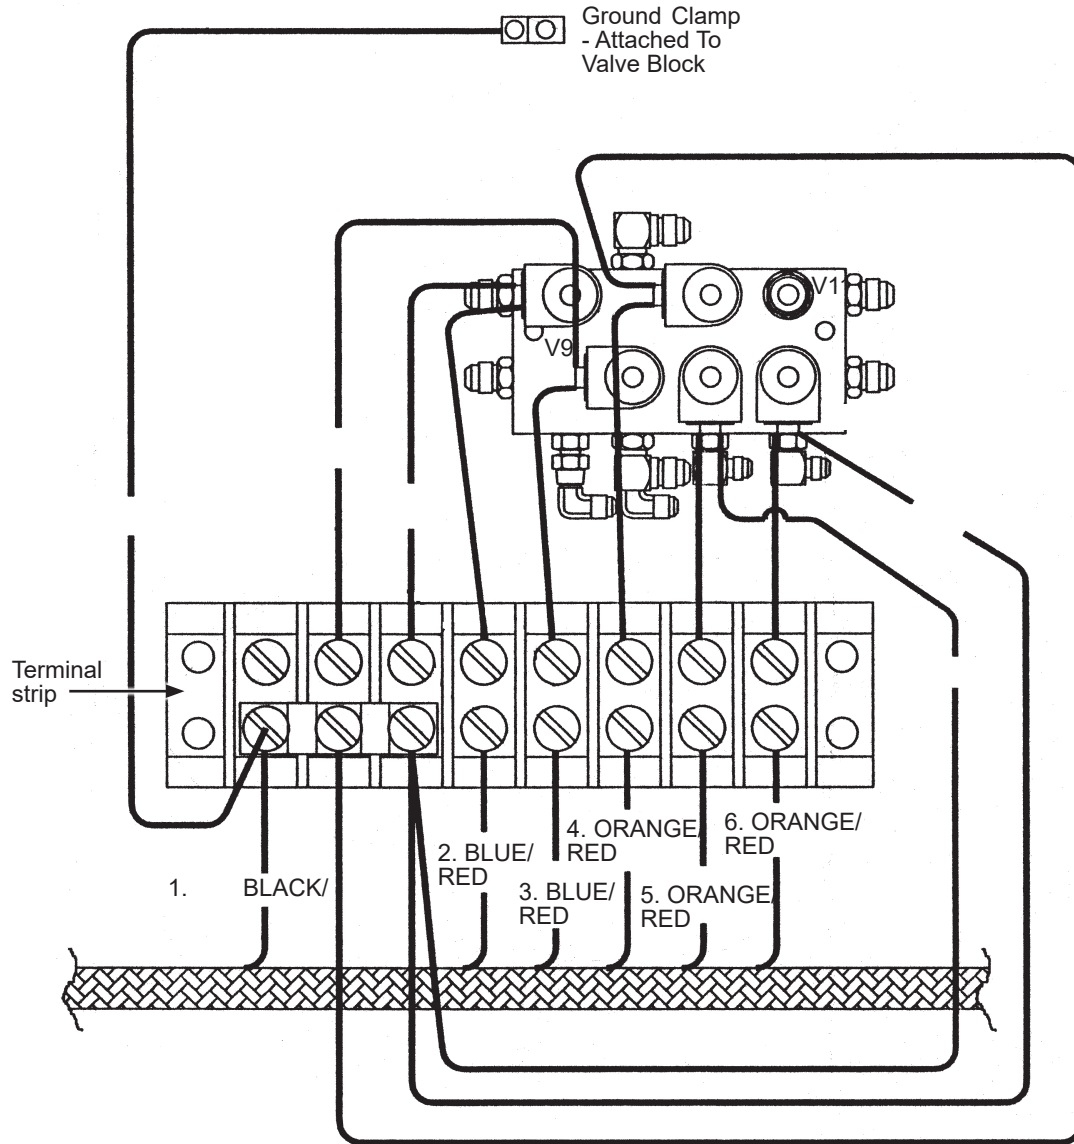 Ground Clamp
- Attached To
Valve Block
V11
V9
Terminal
strip
1. BLACK/
2. BLUE/
RED
3. BLUE/
RED
4. ORANGE/
RED
5. ORANGE/
RED
6. ORANGE/
RED